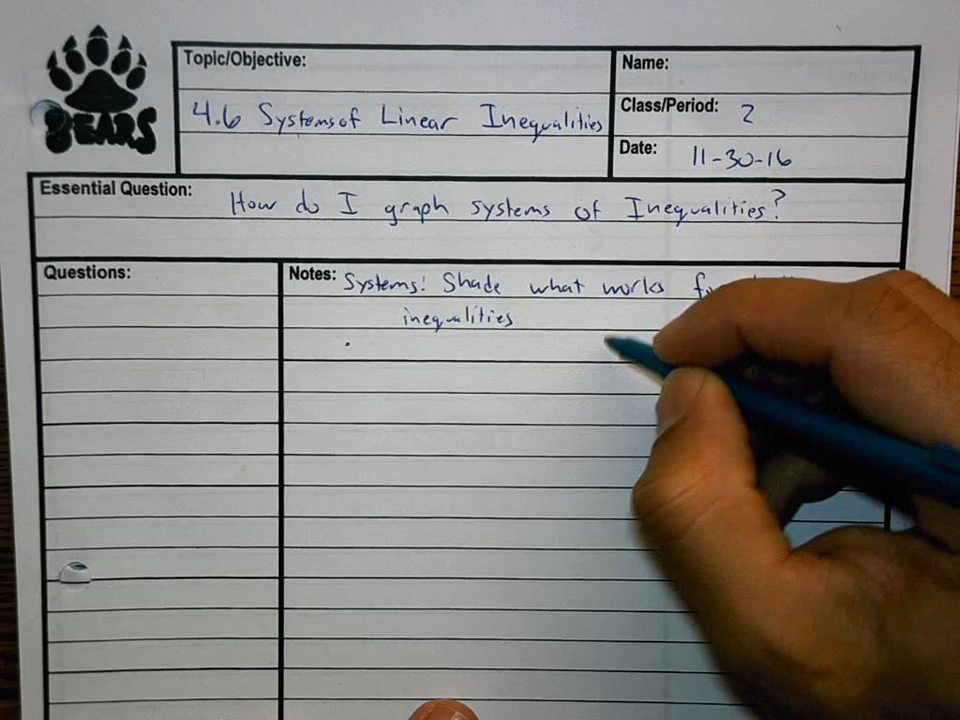 BEARS
Topic/Objective:
4.6 Systems of Linear Inequalities
Name:
Class/Period: 2
Date: 11-30-16
Essential Question: How do I graph systems of Inequalities?
Questions:
Notes: Systems: Shade what works
inequalities